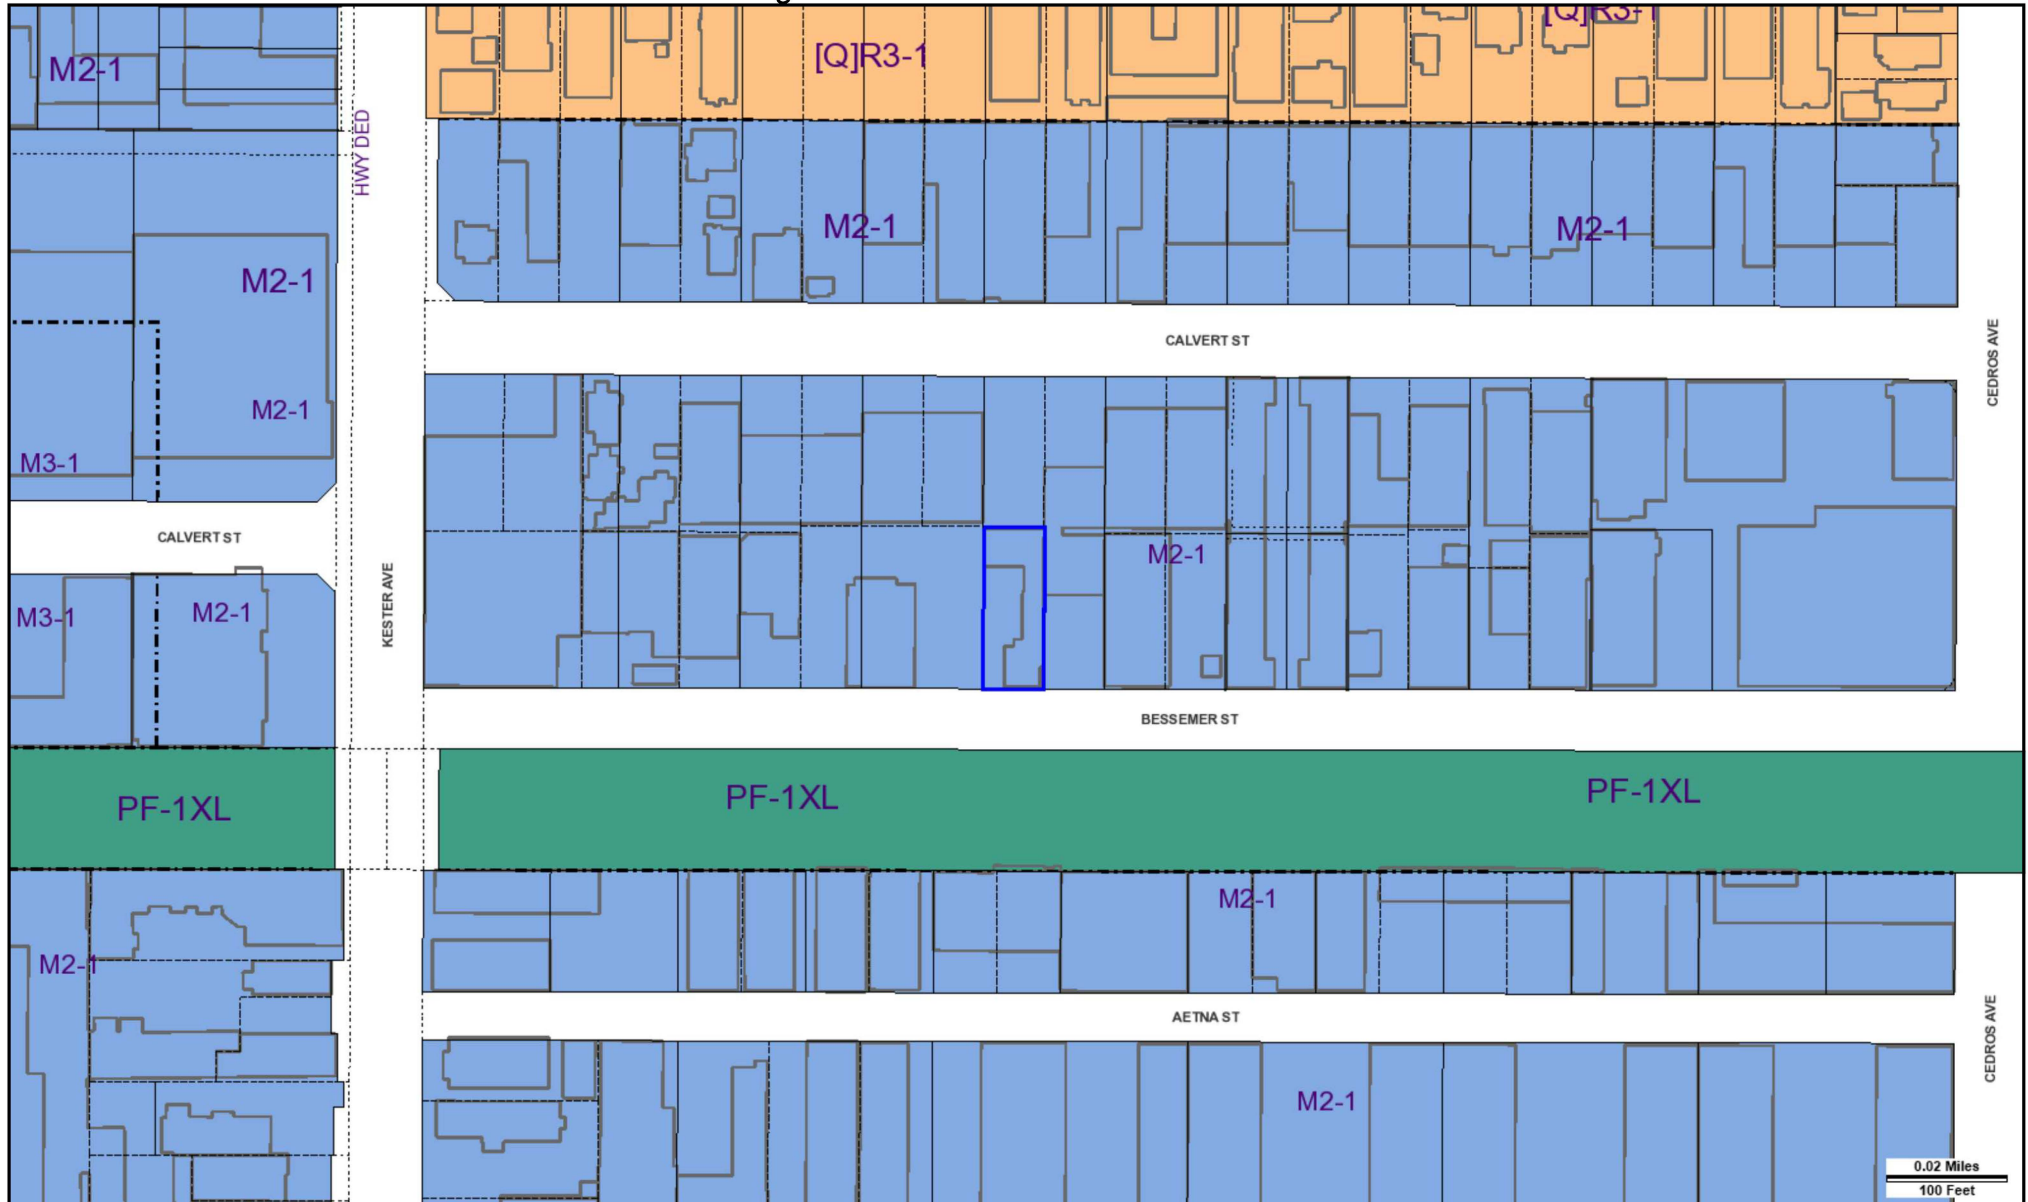 [Q]R3-1
M2-1
[Q]R3-1
HWY DED
M2-1
M2-1
M2-1
M2-1
M3-1
CALVERT ST
CEDROS AVE
CALVERT ST
M2-1
M3-1
M2-1
KESTER AVE
BESSEMER ST
PF-1XL
PF-1XL
PF-1XL
M2-1
M2-1
AETNA ST
CEDROS AVE
M2-1
0.02 Miles
100 Feet